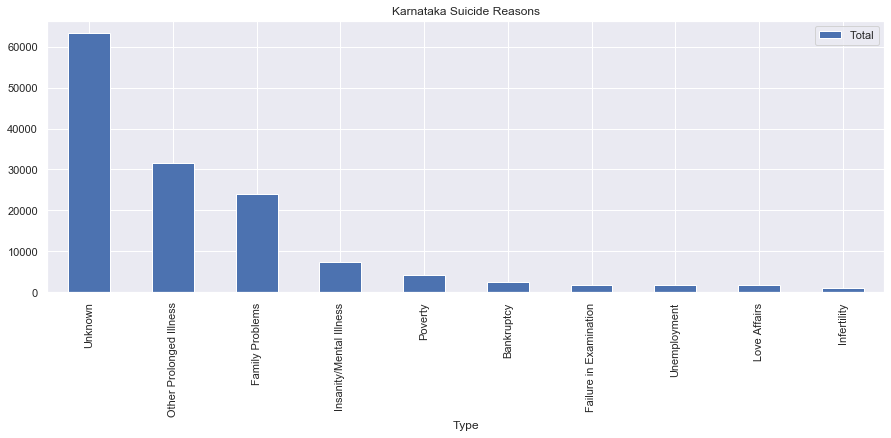 Karnataka Suicide Reasons
Total
60000
50000
40000
30000
20000
10000
0
Unknown
Other Prolonged Illness
Family Problems
Insanity/Mental Illness
Poverty
Bankruptcy
Failure in Examination
Unemployment
Love Affairs
Infertility
Type